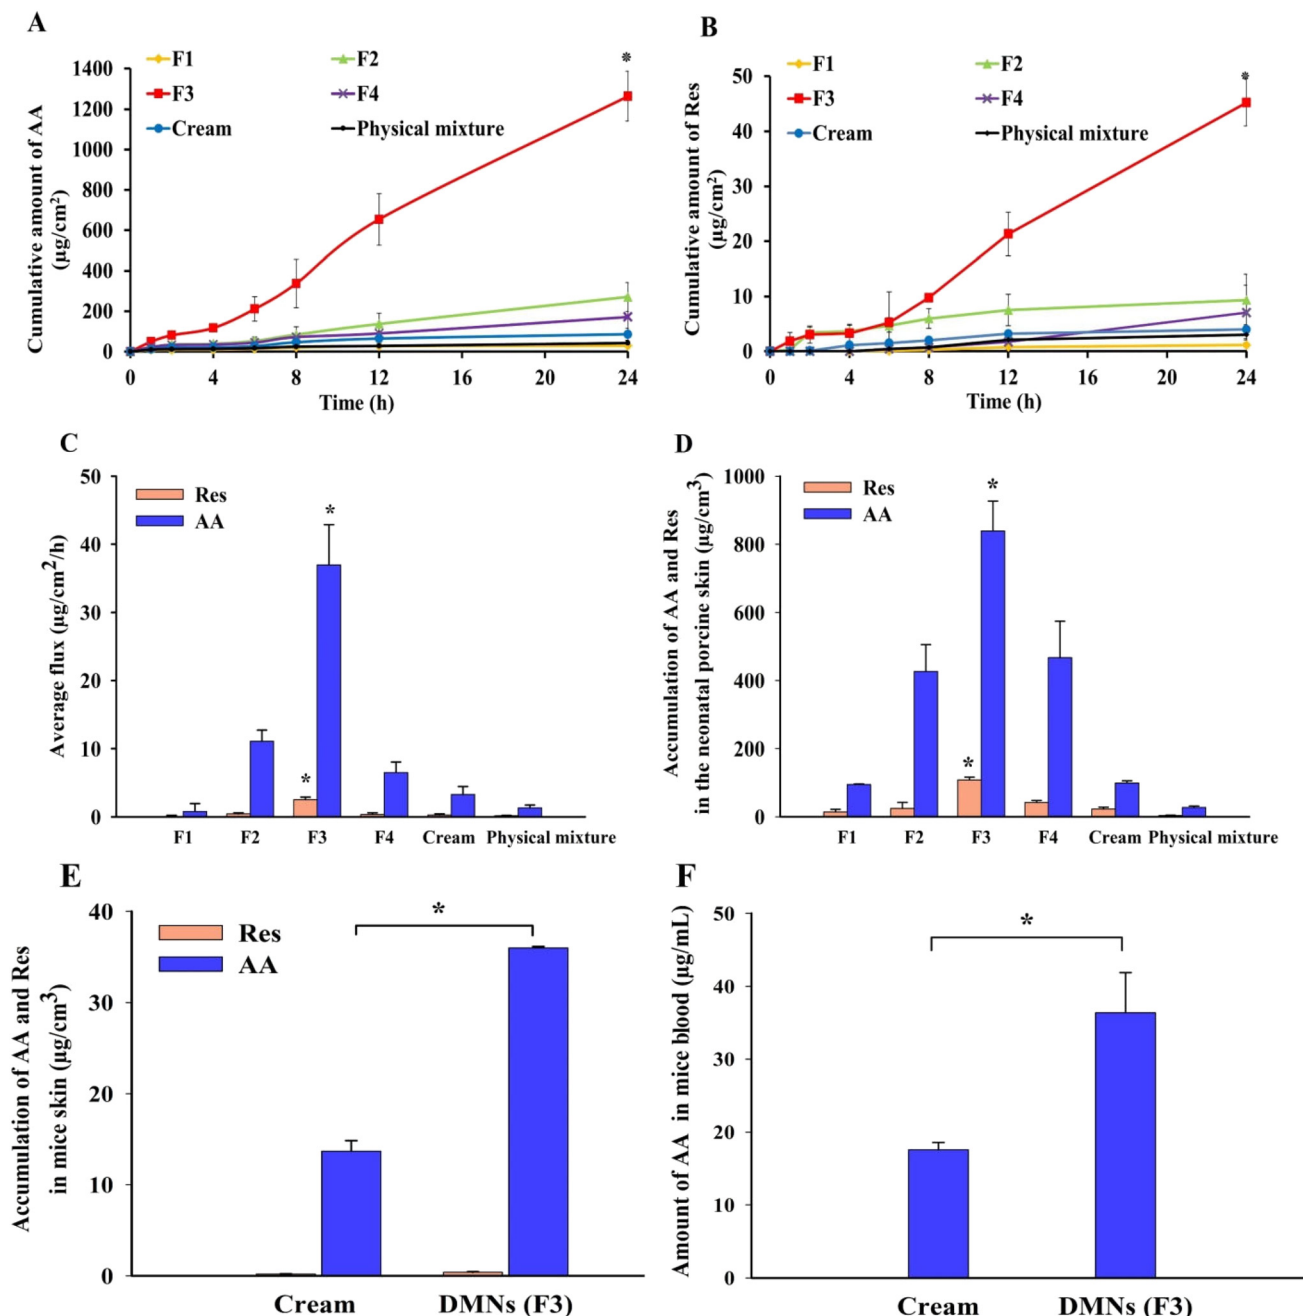 A
F1
F2
F3
F4
Cream
Physical mixture
*
1400
1200
1000
800
600
400
200
0
Cumulative amount of AA
(µg/cm²)
0 4 8 12 16 20 24
Time (h)
B
F1
F2
F3
F4
Cream
Physical mixture
*
50
40
30
20
10
0
Cumulative amount of Res
(µg/cm²)
0 4 8 12 16 20 24
Time (h)
C
Res
AA
*
*
50
40
30
20
10
0
Average flux (µg/cm²/h)
F1 F2 F3 F4 Cream Physical mixture
D
Res
AA
*
*
1000
800
600
400
200
0
Accumulation of AA and Res
in the neonatal porcine skin (µg/cm³)
F1 F2 F3 F4 Cream Physical mixture
E
Res
AA
*
40
30
20
10
0
Accumulation of AA and Res
in mice skin (µg/cm³)
Cream DMNs (F3)
F
*
50
40
30
20
10
0
Amount of AA in mice blood (µg/mL)
Cream DMNs (F3)